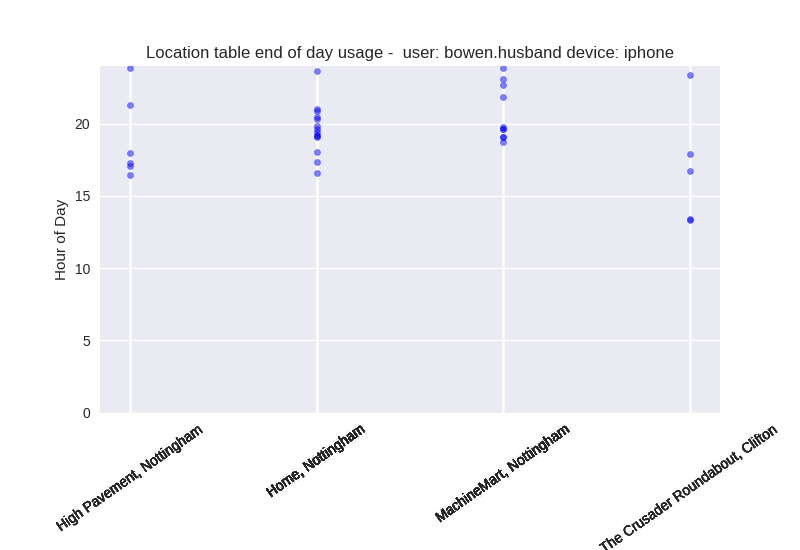 Location table end of day usage -  user: bowen.husband device: iphone
Hour of Day
20
15
10
5
0
High Pavement, Nottingham
Home, Nottingham
MachineMart, Nottingham
The Crusader Roundabout, Clifton